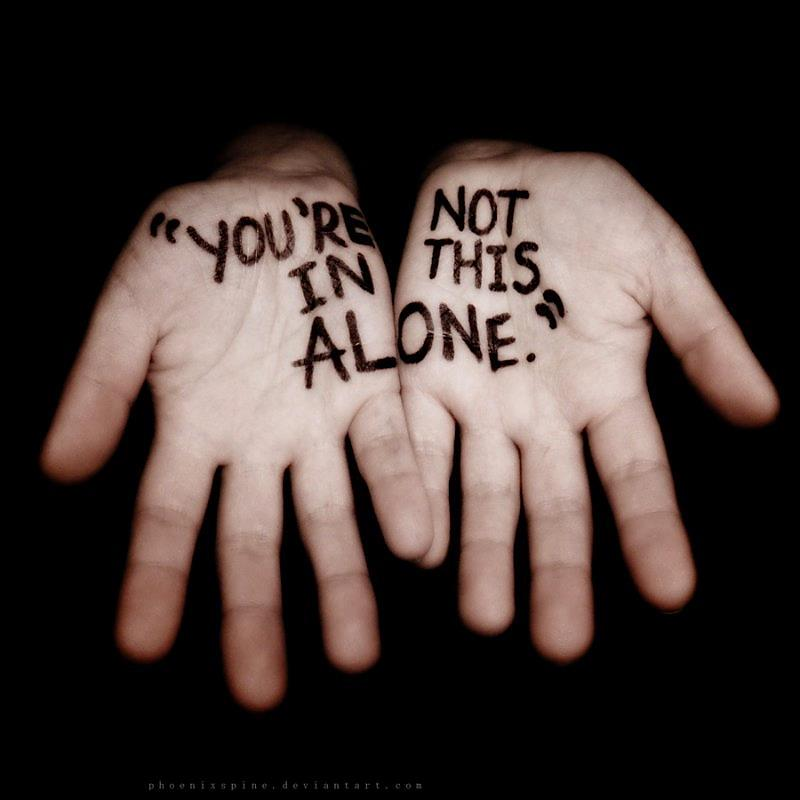 “YOU'RE NOT
IN THIS
ALONE.”
phoenixspine.deviantart.com